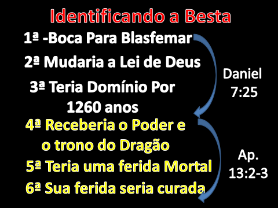 Identificando a Besta
1ª -Boca Para Blasfemar
2ª Mudaria a Lei de Deus
3ª Teria Domínio Por
1260 anos
Daniel
7:25
4ª Receberia o Poder e
o trono do Dragão
5ª Teria uma ferida Mortal
6ª Sua ferida seria curada
Ap.
13:2-3